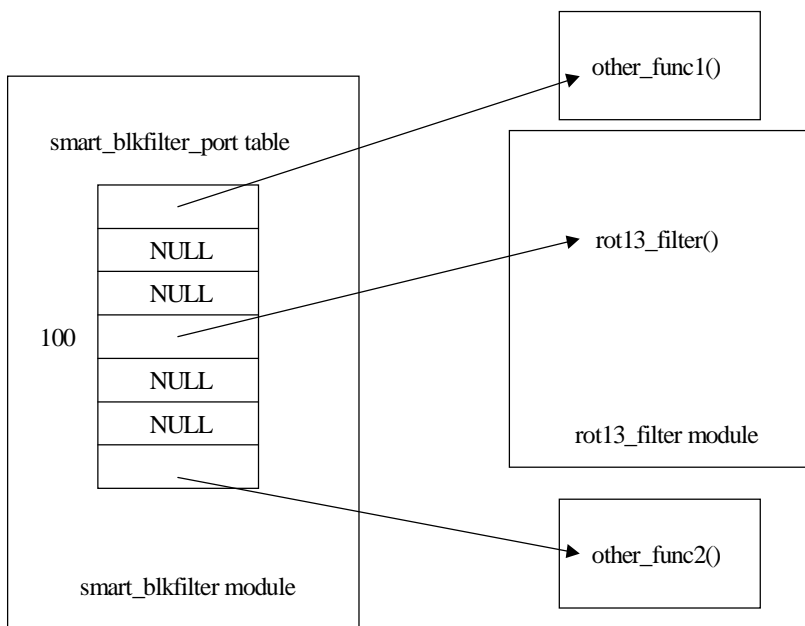 other_func1()
smart_blkfilter_port table
NULL
rot13_filter()
NULL
100
NULL
NULL
rot13_filter module
other_func2()
smart_blkfilter module